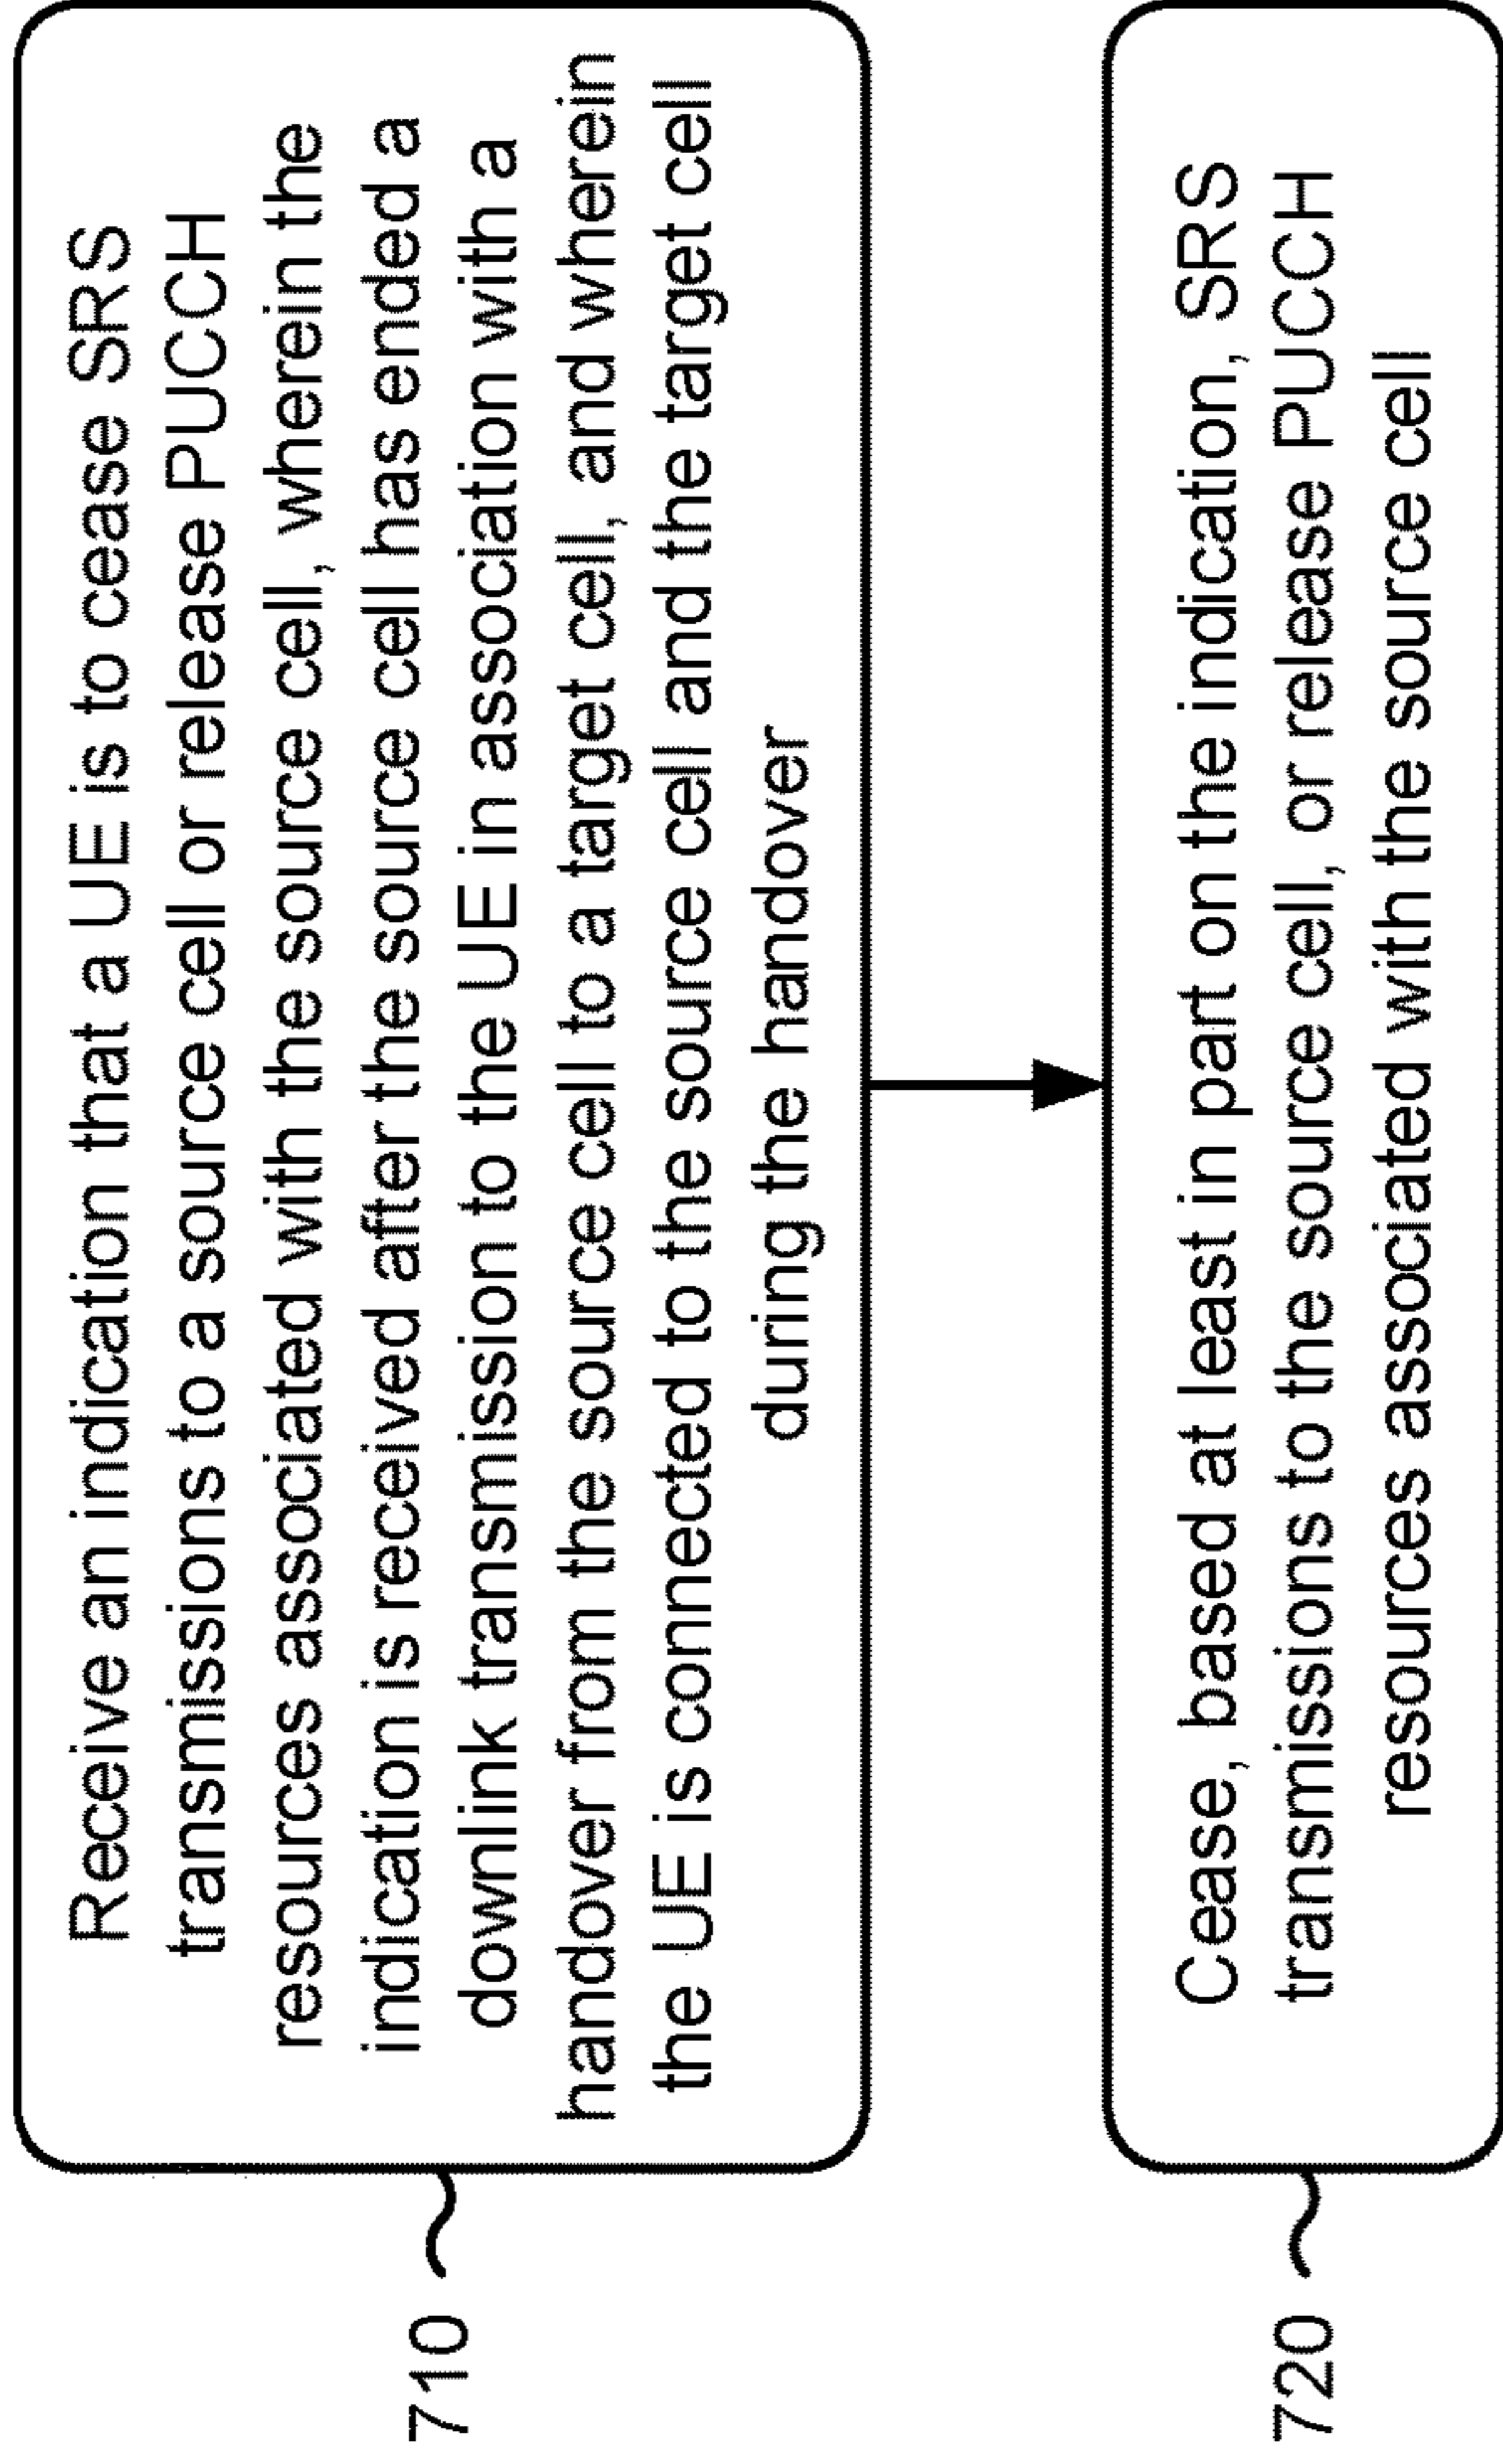 710
Receive an indication that a UE is to cease SRS
transmissions to a source cell or release PUCCH
resources associated with the source cell, wherein the
indication is received after the source cell has ended a
downlink transmission to the UE in association with a
handover from the source cell to a target cell, and wherein
the UE is connected to the source cell and the target cell
during the handover
720
Cease, based at least in part on the indication, SRS
transmissions to the source cell, or release PUCCH
resources associated with the source cell